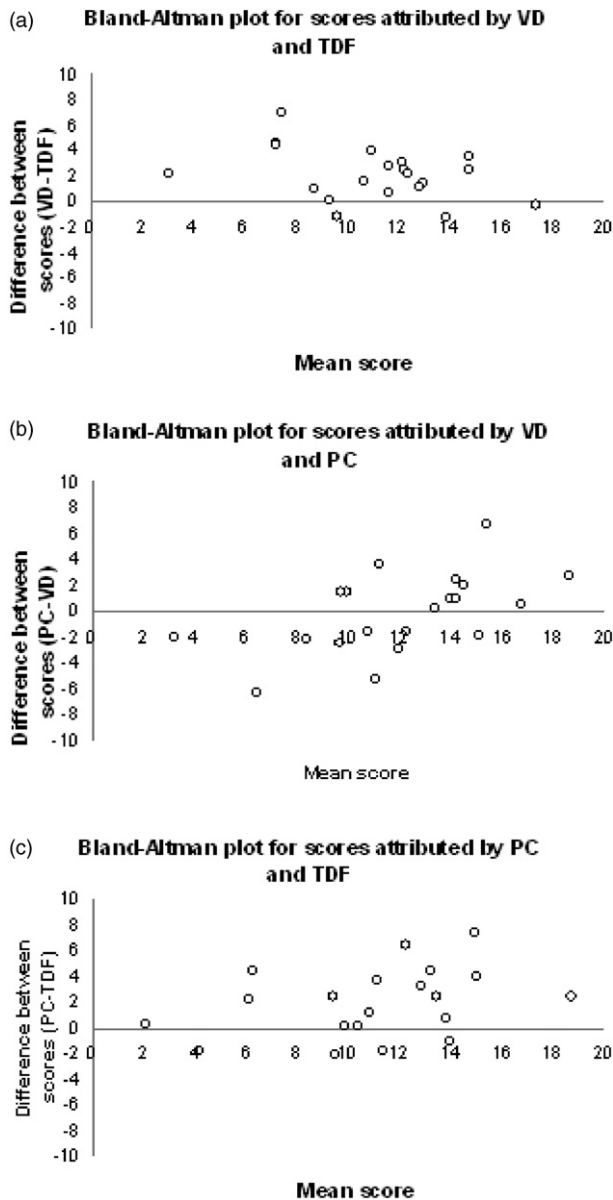 (a)
Bland-Altman plot for scores attributed by VD
and TDF
Difference between
scores (VD-TDF)
10
8
6
4
2
0
-2
-4
-6
-8
-10
0 2 4 6 8 10 12 14 16 18 20
Mean score
(b)
Bland-Altman plot for scores attributed by VD
and PC
Difference between
scores (PC-VD)
10
8
6
4
2
0
-2
-4
-6
-8
-10
0 2 4 6 8 10 12 14 16 18 20
Mean score
(c)
Bland-Altman plot for scores attributed by PC
and TDF
Difference between
scores (PC-TDF)
10
8
6
4
2
0
-2
-4
-6
-8
-10
0 2 4 6 8 10 12 14 16 18 20
Mean score